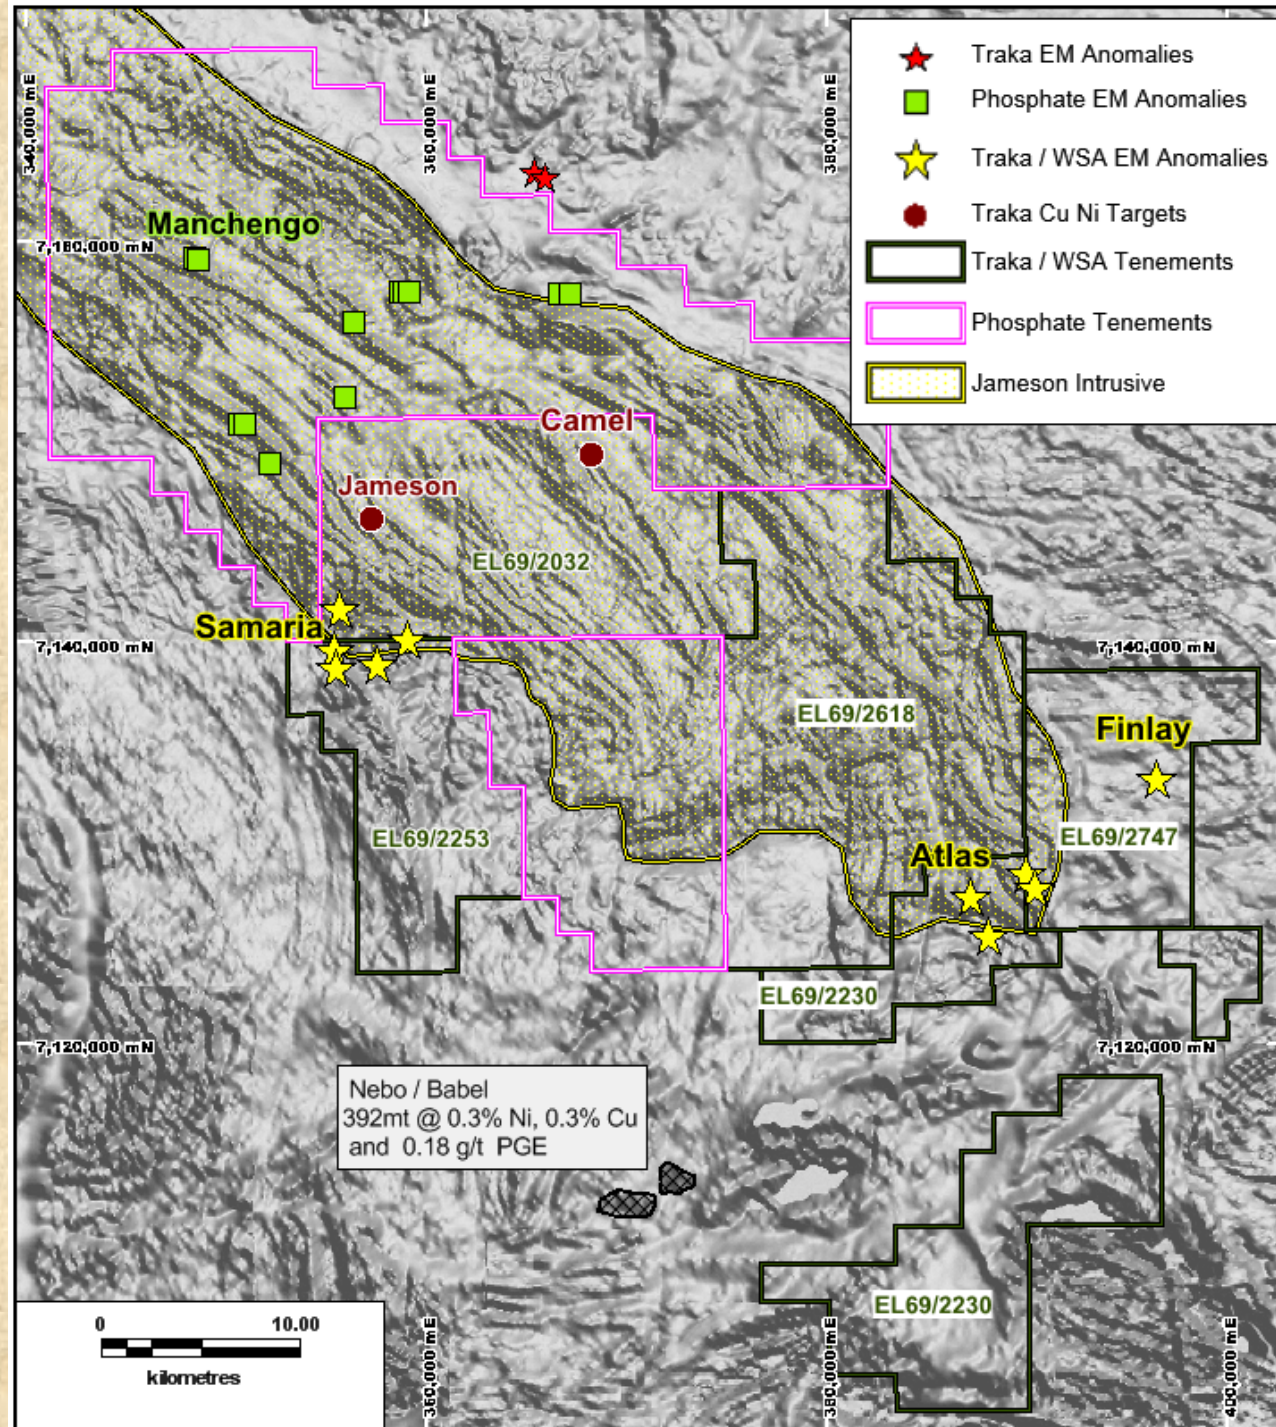 340,000 mE
360,000 mE
380,000 mE
Traka EM Anomalies
Phosphate EM Anomalies
Traka / WSA EM Anomalies
Traka Cu Ni Targets
Traka / WSA Tenements
Phosphate Tenements
Jameson Intrusive
Manchengo
7,160,000 mN
Camel
Jameson
EL69/2032
Samaria
7,140,000 mN
7,140,000 mN
EL69/2618
Finlay
EL69/2253
EL69/2747
Atlas
EL69/2230
7,120,000 mN
7,120,000 mN
Nebo / Babel
392mt @ 0.3% Ni, 0.3% Cu
and 0.18 g/t PGE
EL69/2230
0 10.00
kilometres
360,000 mE
380,000 mE
400,000 mE